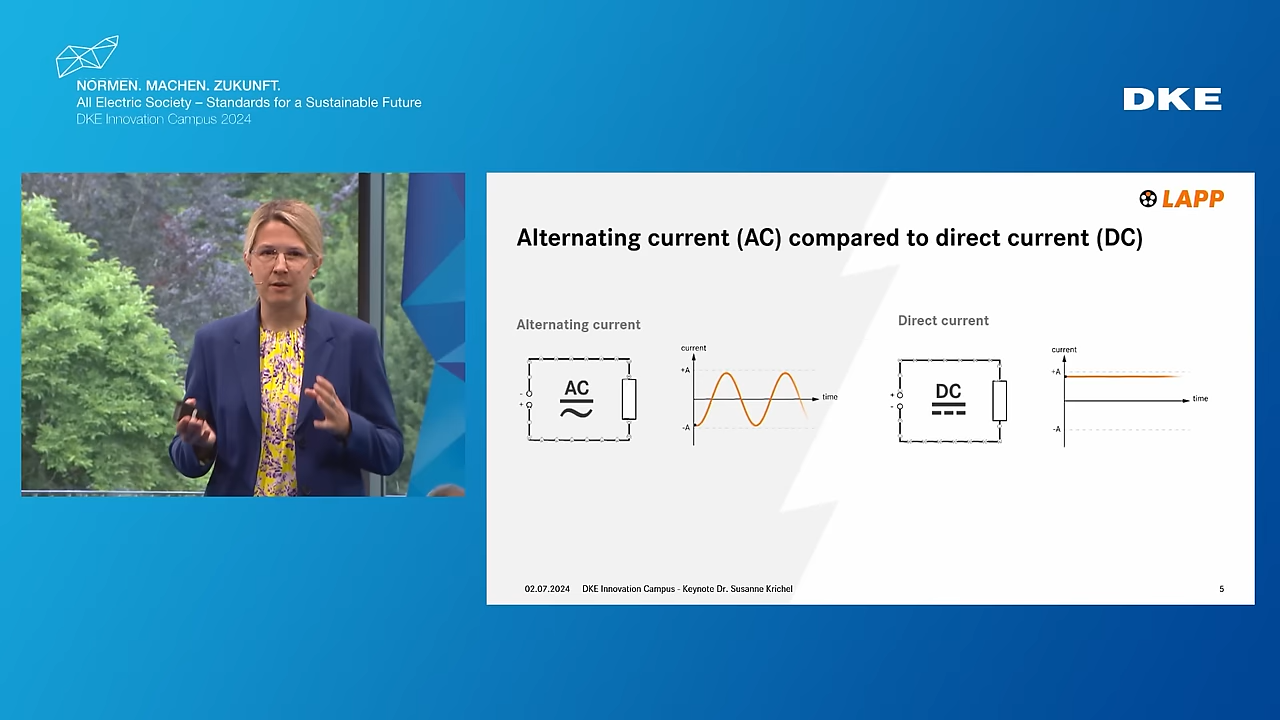 NORMEN. MACHEN. ZUKUNFT.
All Electric Society – Standards for a Sustainable Future
DKE Innovation Campus 2024
DKE
LAPP
Alternating current (AC) compared to direct current (DC)
Alternating current
AC
-
+
current
+A
-A
time
Direct current
DC
+
-
current
+A
-A
time
02.07.2024 DKE Innovation Campus - Keynote Dr. Susanne Krichel 5